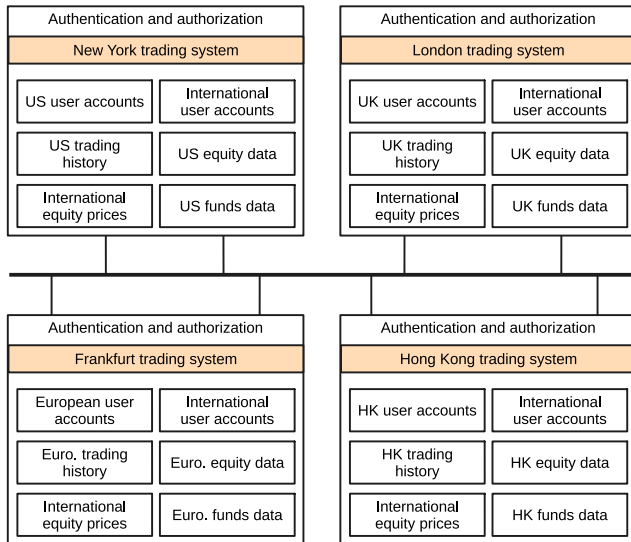 Authentication and authorization
New York trading system
US user accounts
International
user accounts
US trading
history
US equity data
International
equity prices
US funds data
Authentication and authorization
London trading system
UK user accounts
International
user accounts
UK trading
history
UK equity data
International
equity prices
UK funds data
Authentication and authorization
Frankfurt trading system
European user
accounts
International
user accounts
Euro. trading
history
Euro. equity data
International
equity prices
Euro. funds data
Authentication and authorization
Hong Kong trading system
HK user accounts
International
user accounts
HK trading
history
HK equity data
International
equity prices
HK funds data